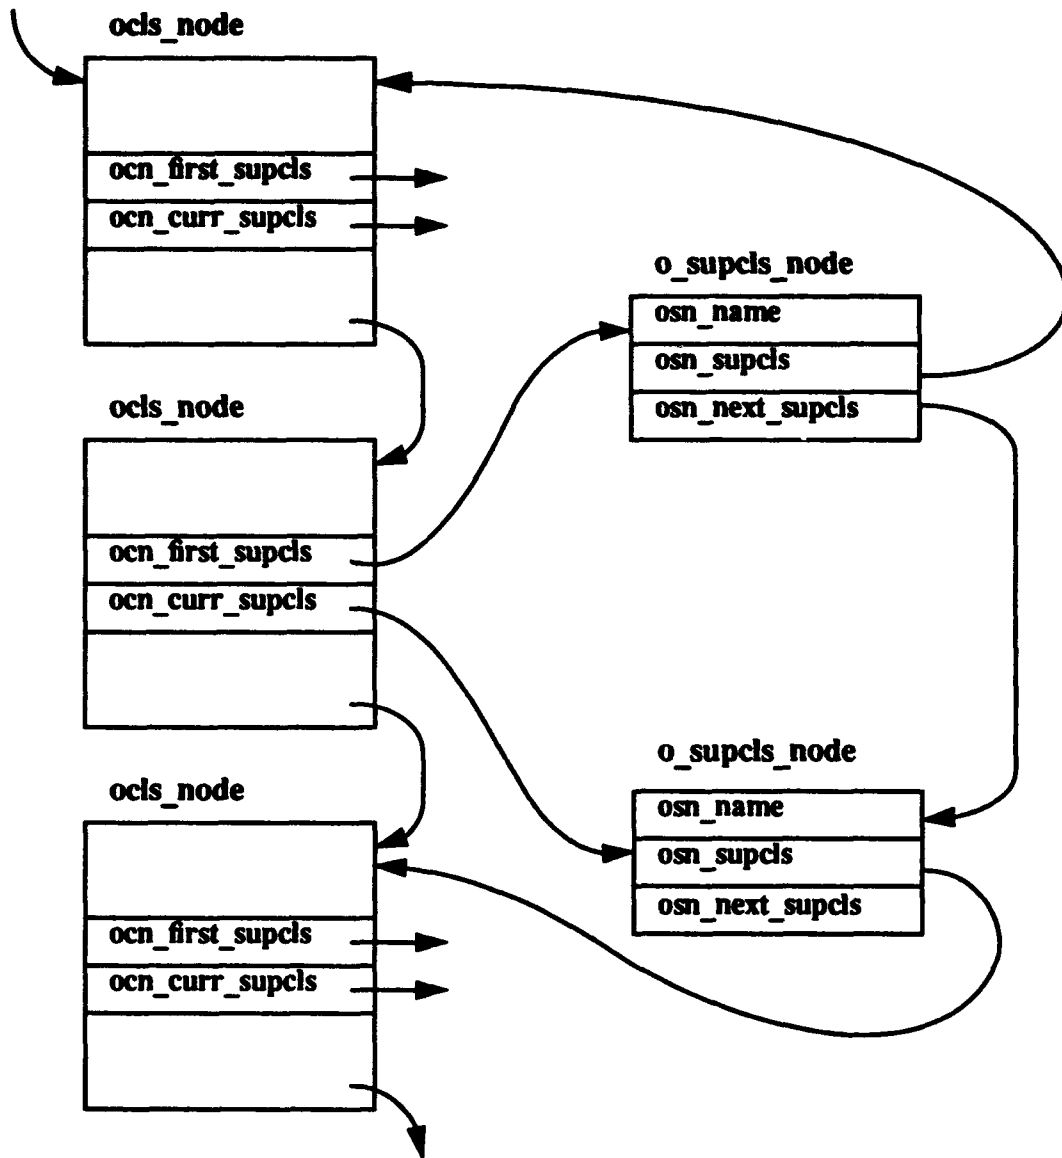 ocls_node
ocn_first_supcls
ocn_curr_supcls
o_supcls_node
osn_name
osn_supcls
osn_next_supcls
ocls_node
ocn_first_supcls
ocn_curr_supcls
o_supcls_node
osn_name
osn_supcls
osn_next_supcls
ocls_node
ocn_first_supcls
ocn_curr_supcls